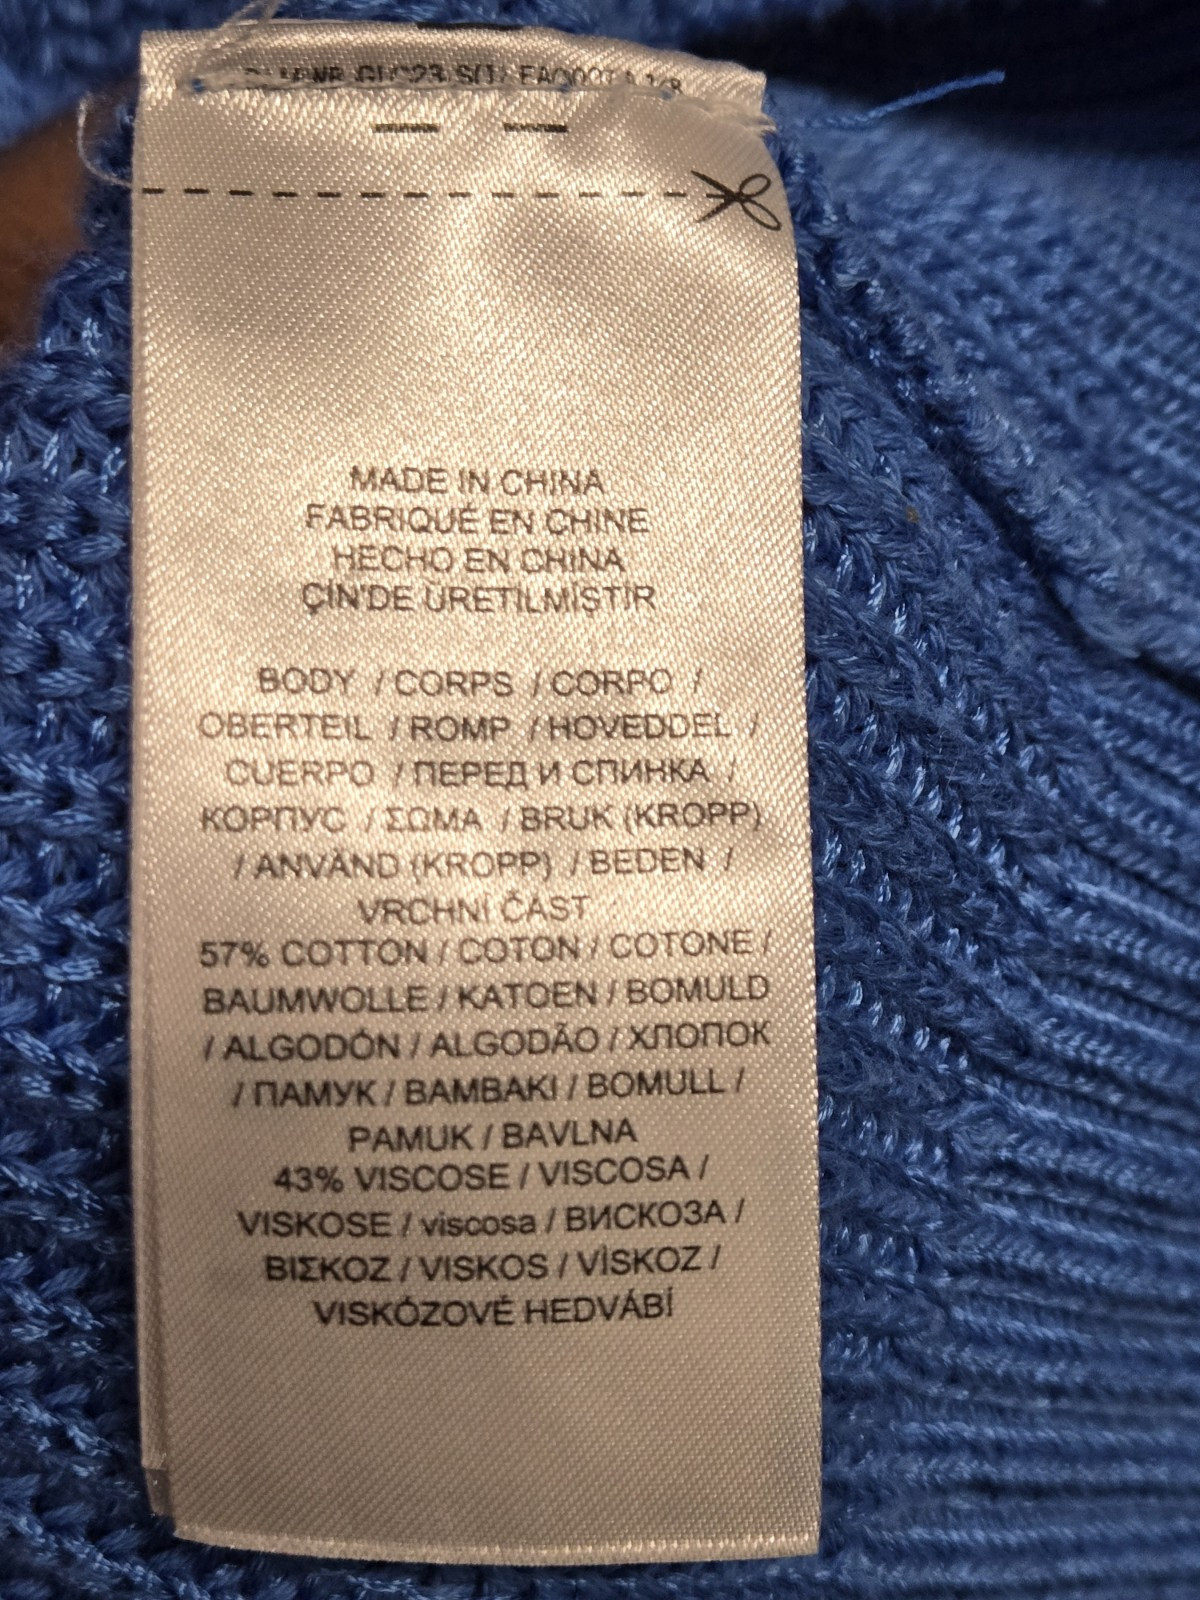 MADE IN CHINA
FABRIQUÉ EN CHINE
HECHO EN CHINA
ÇİN'DE ÜRETİLMİŞTİR
BODY / CORPS / CORPO /
OBERTEIL / ROMP / HOVEDDEL /
CUERPO / ПЕРЕД И СПИНКА /
КОРПУС / ΣΩΜΑ / BRUK (KROPP)
/ ANVÄND (KROPP) / BEDEN /
VRCHNÍ ČÁST
57% COTTON / COTON / COTONE /
BAUMWOLLE / KATOEN / BOMULD
/ ALGODÓN / ALGODÃO / ХЛОПОК
/ ПАМУК / ΒΑΜΒΑΚΙ / BOMULL /
PAMUK / BAVLNA
43% VISCOSE / VISCOSA /
VISKOSE / viscosa / ВИСКОЗА /
ΒΙΣΚΟΖ / VISKOS / VİSKOZ /
VISKÓZOVÉ HEDVÁBÍ